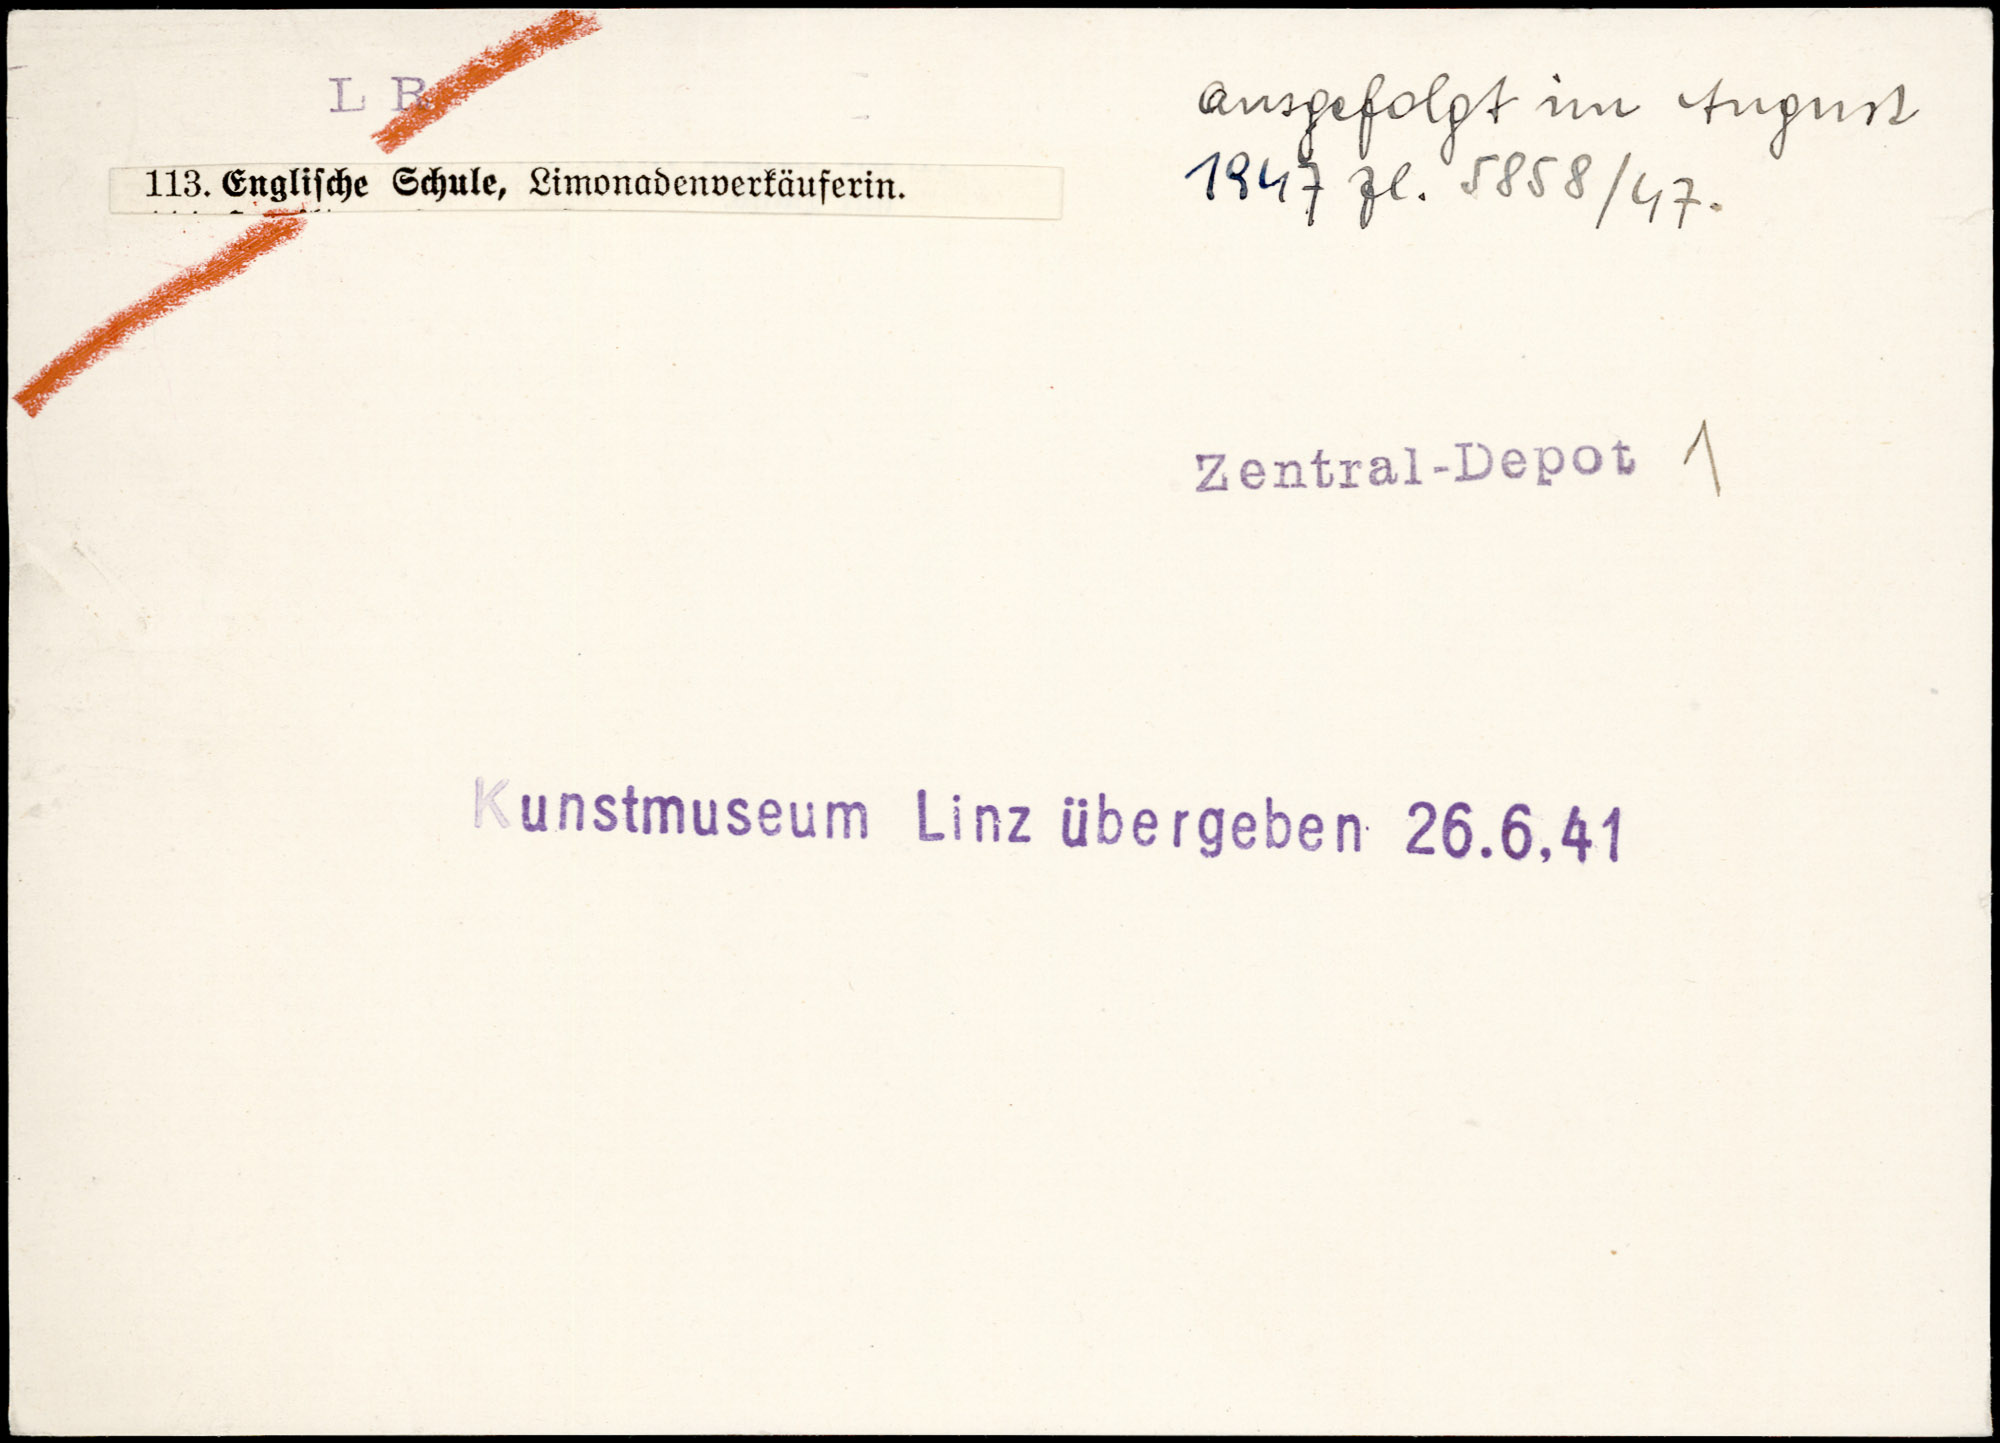 L R
113. Englische Schule, Limonadenverkäuferin.
ausgefolgt im August
1947 Zl. 5858/47.
Zentral-Depot 1
Kunstmuseum Linz übergeben 26.6.41